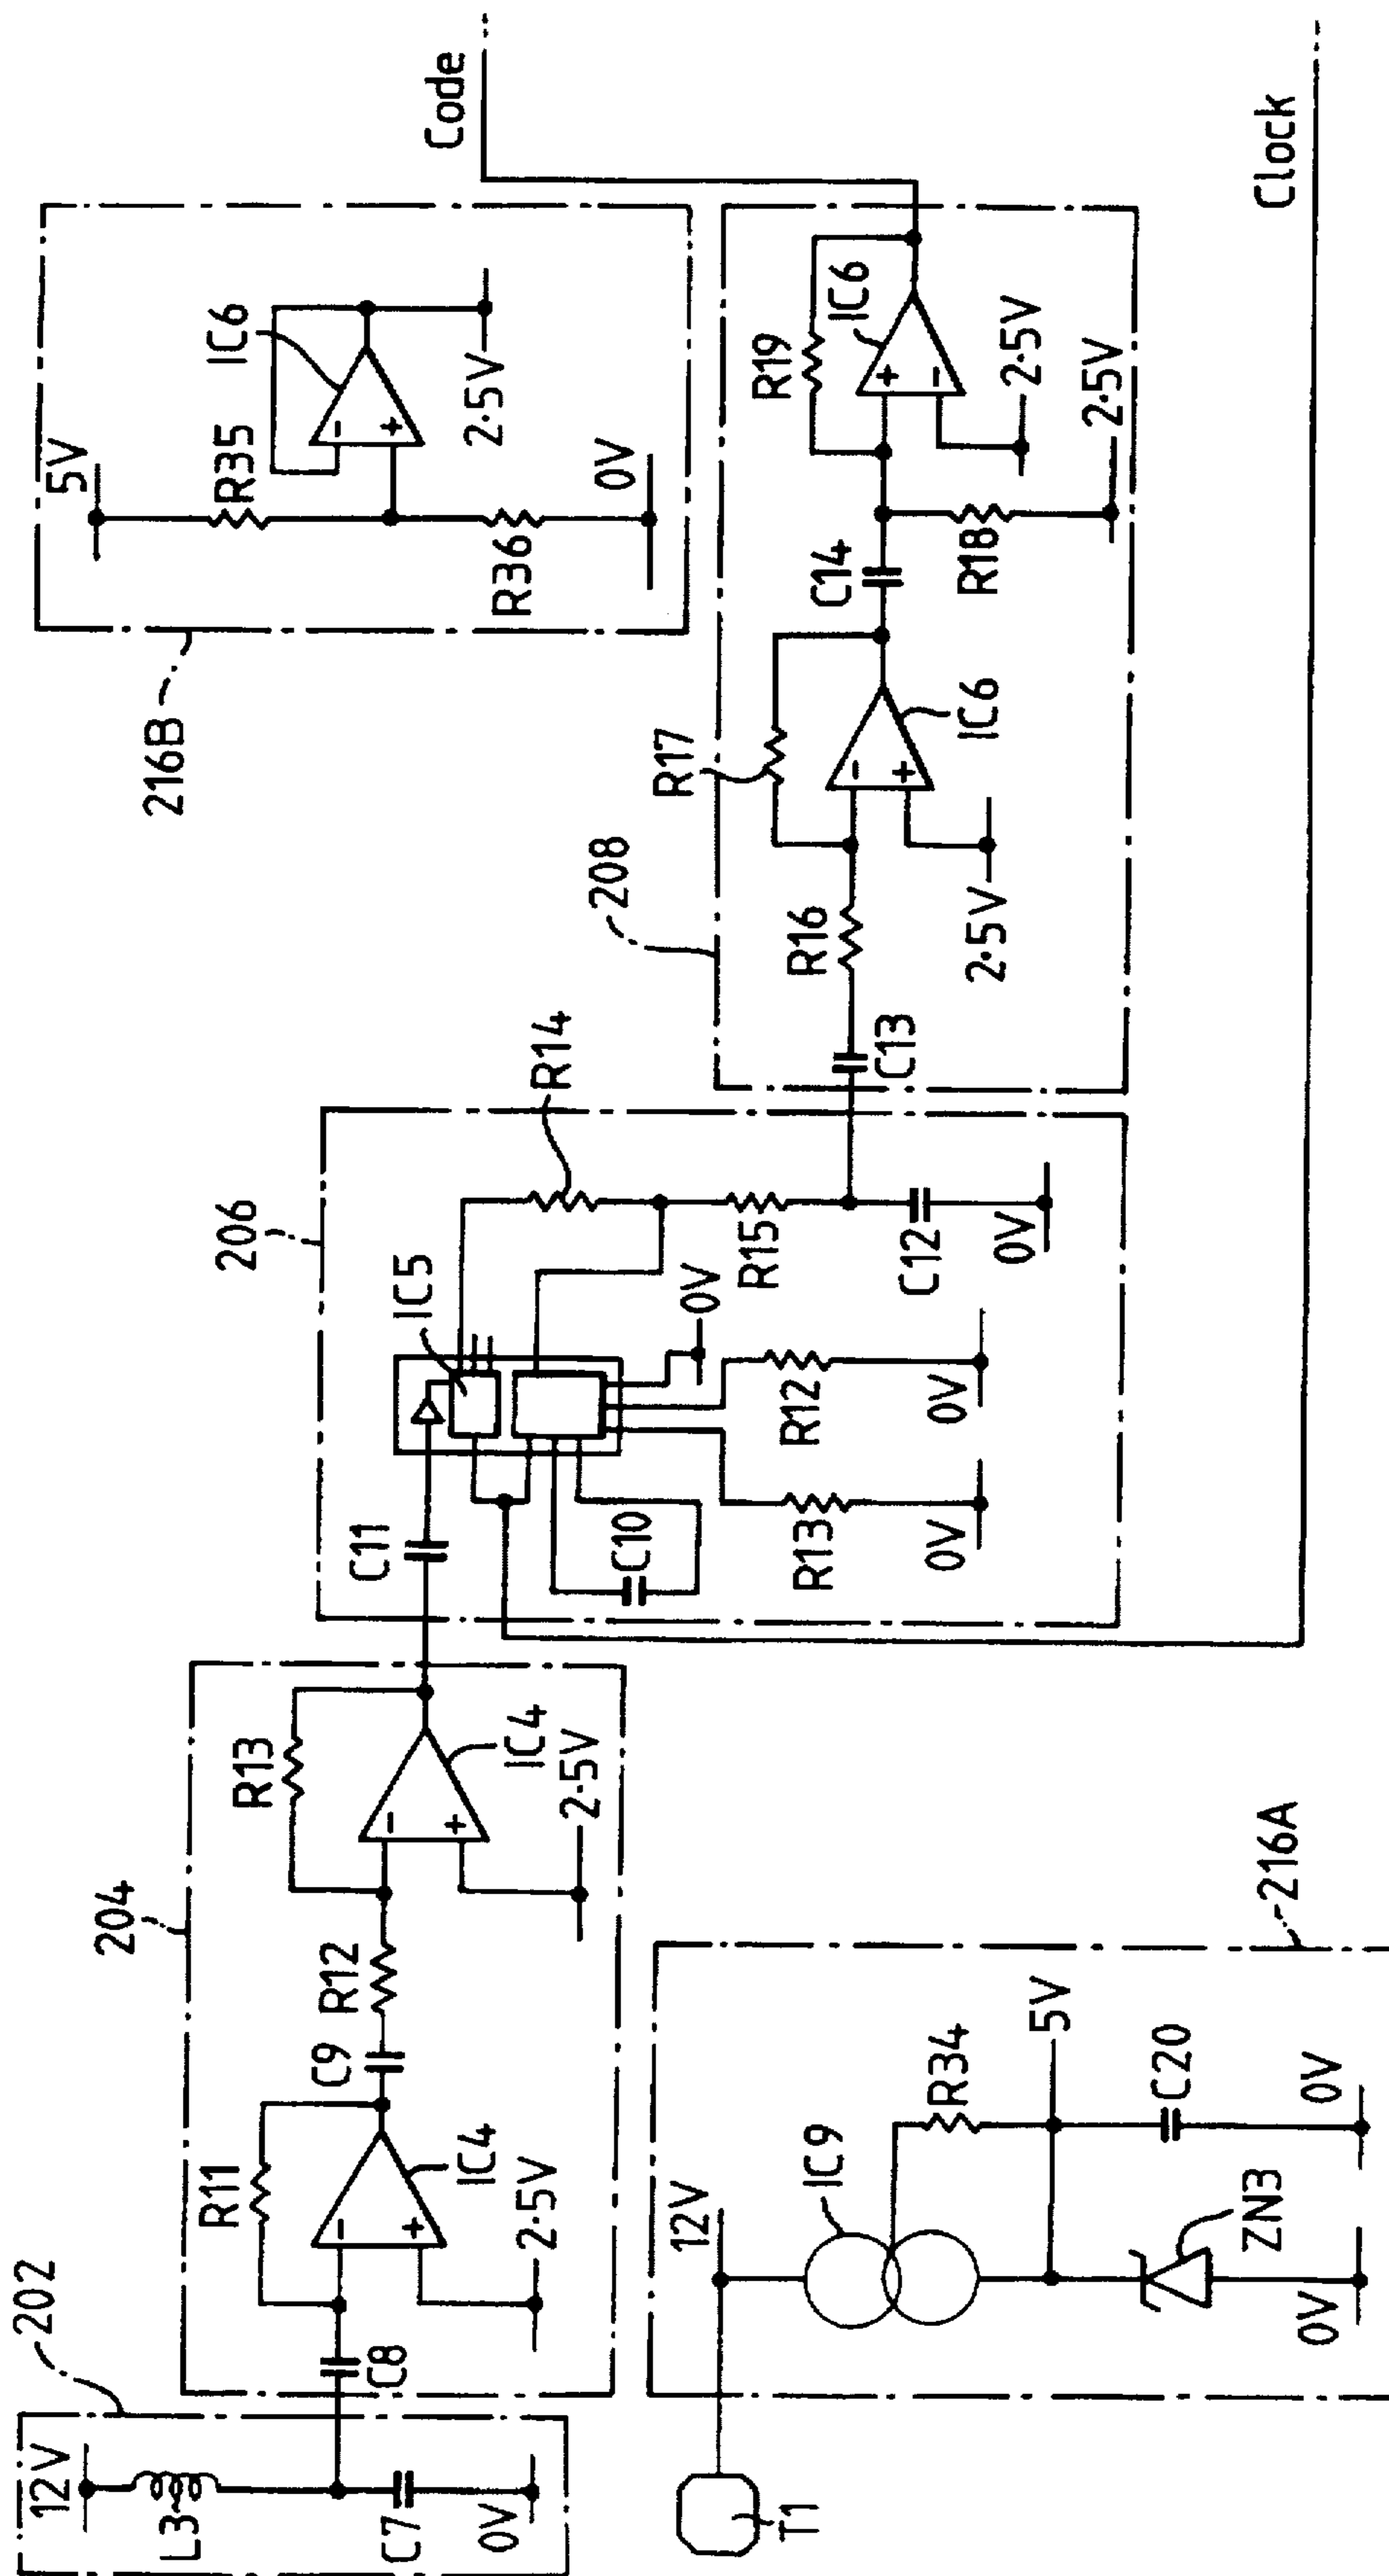 202
12V
L3
C7
0V
204
C8
R11
IC4
2·5V
C9
R12
R13
IC4
2·5V
206
C11
IC5
C10
R13
0V
R12
0V
0V
R14
R15
C12
0V
208
C13
R16
R17
IC6
2·5V
C14
R18
2·5V
R19
IC6
2·5V
Code
Clock
216B
5V
R35
R36
0V
IC6
2·5V
216A
T1
12V
IC9
R34
5V
ZN3
C20
0V
0V